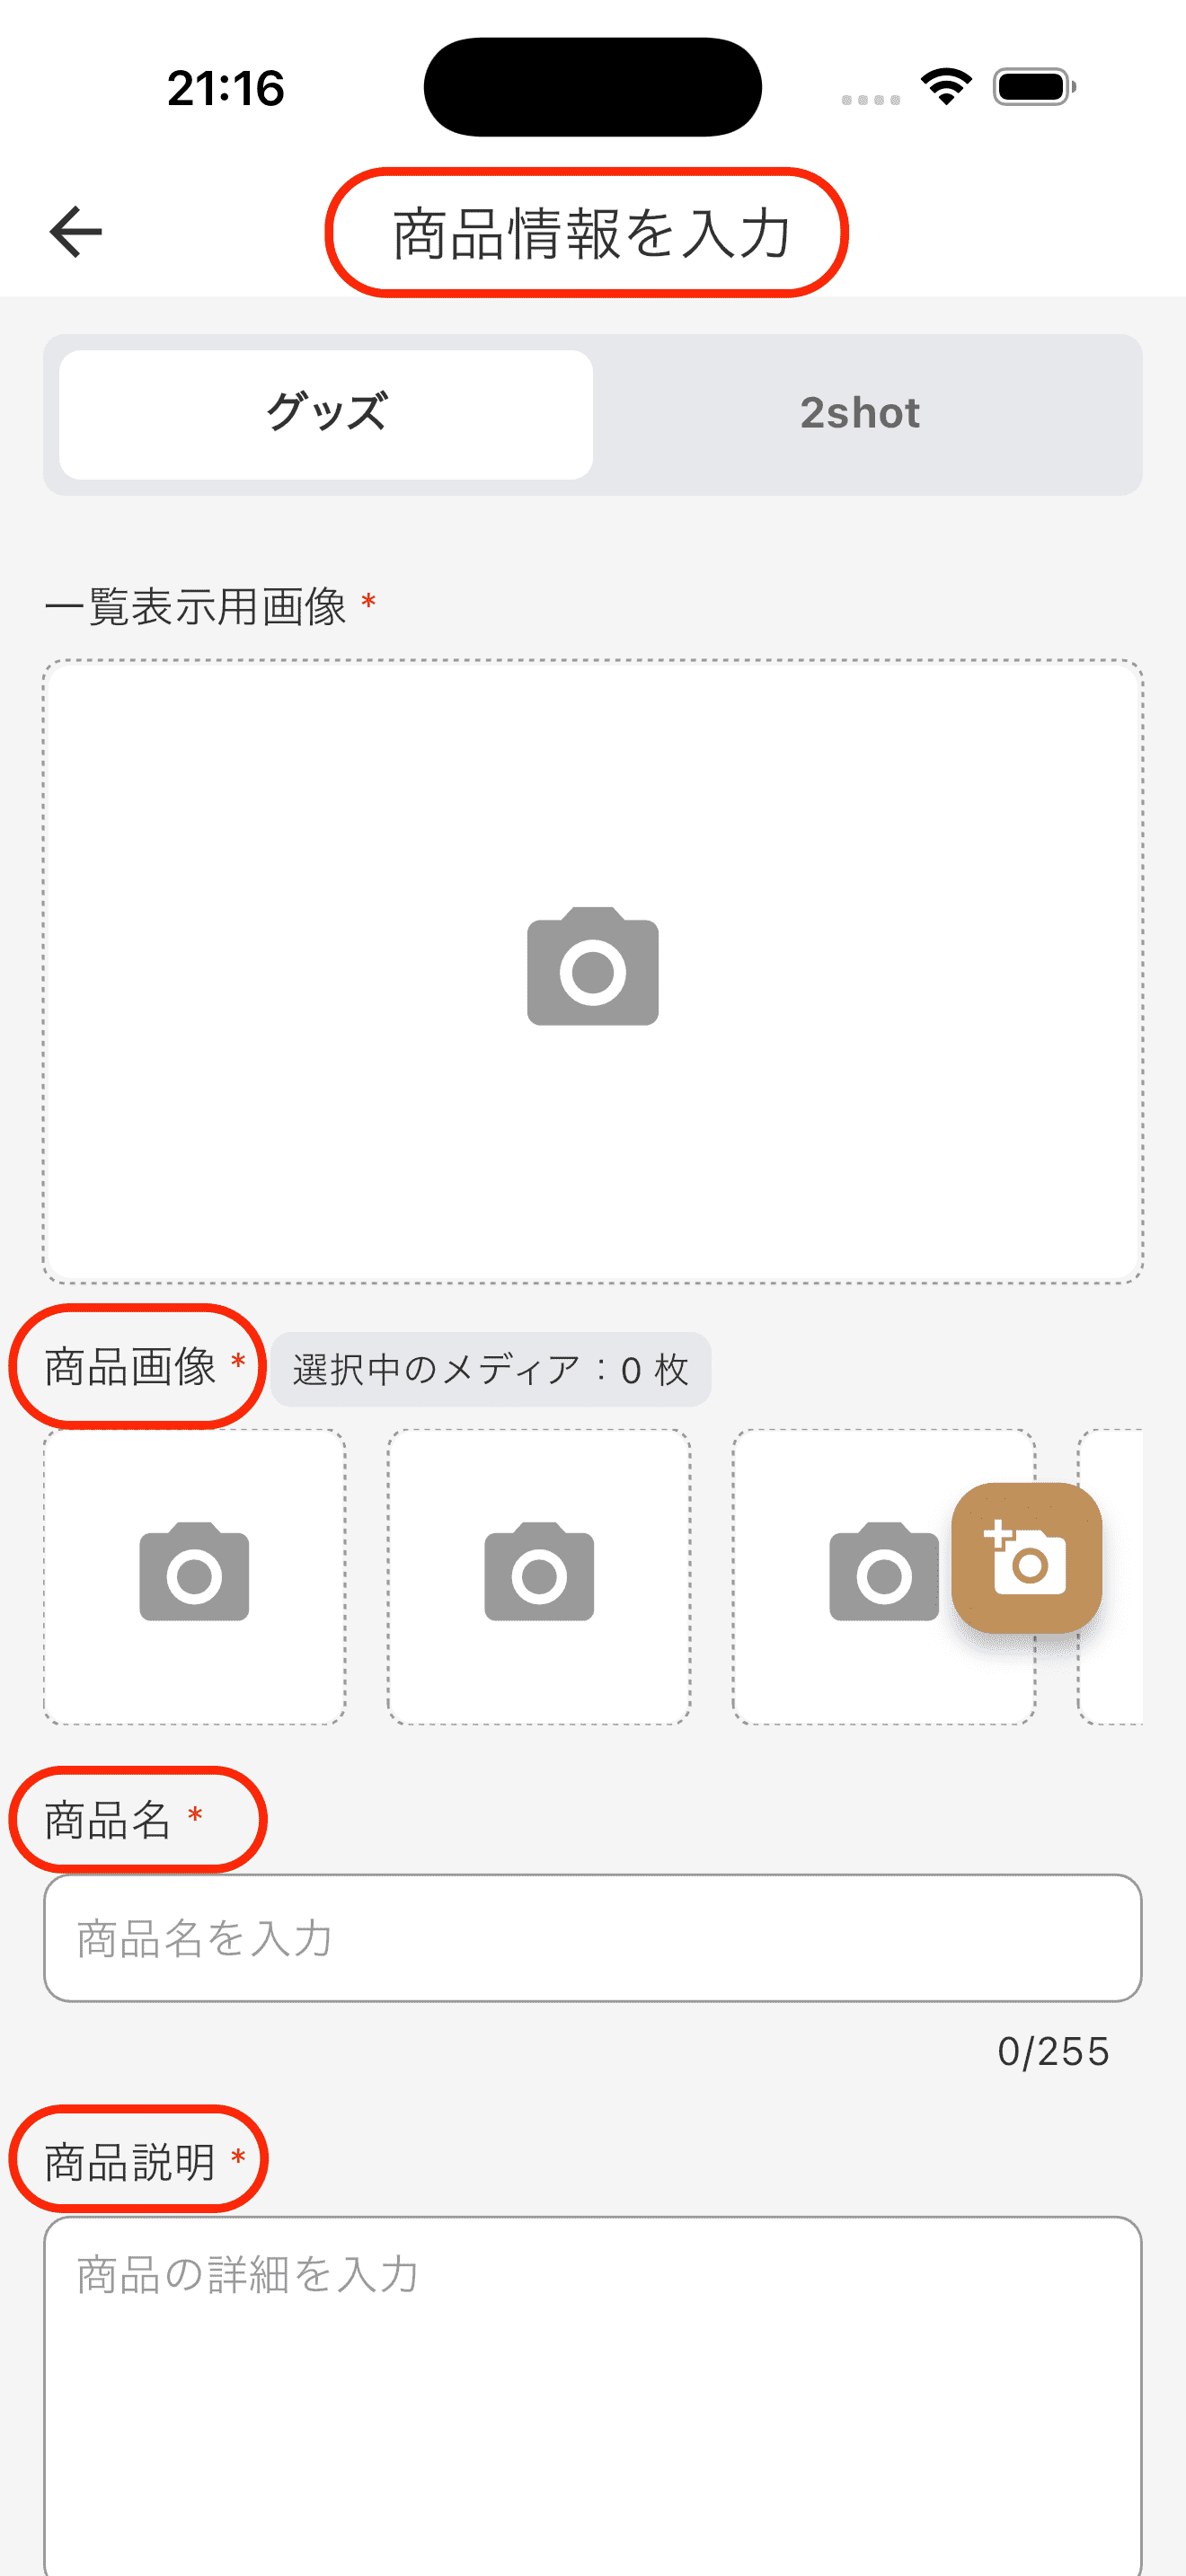 21:16
商品情報を入力
グッズ
2shot
一覧表示用画像 *
商品画像 *
選択中のメディア：0 枚
商品名 *
商品名を入力
0/255
商品説明 *
商品の詳細を入力